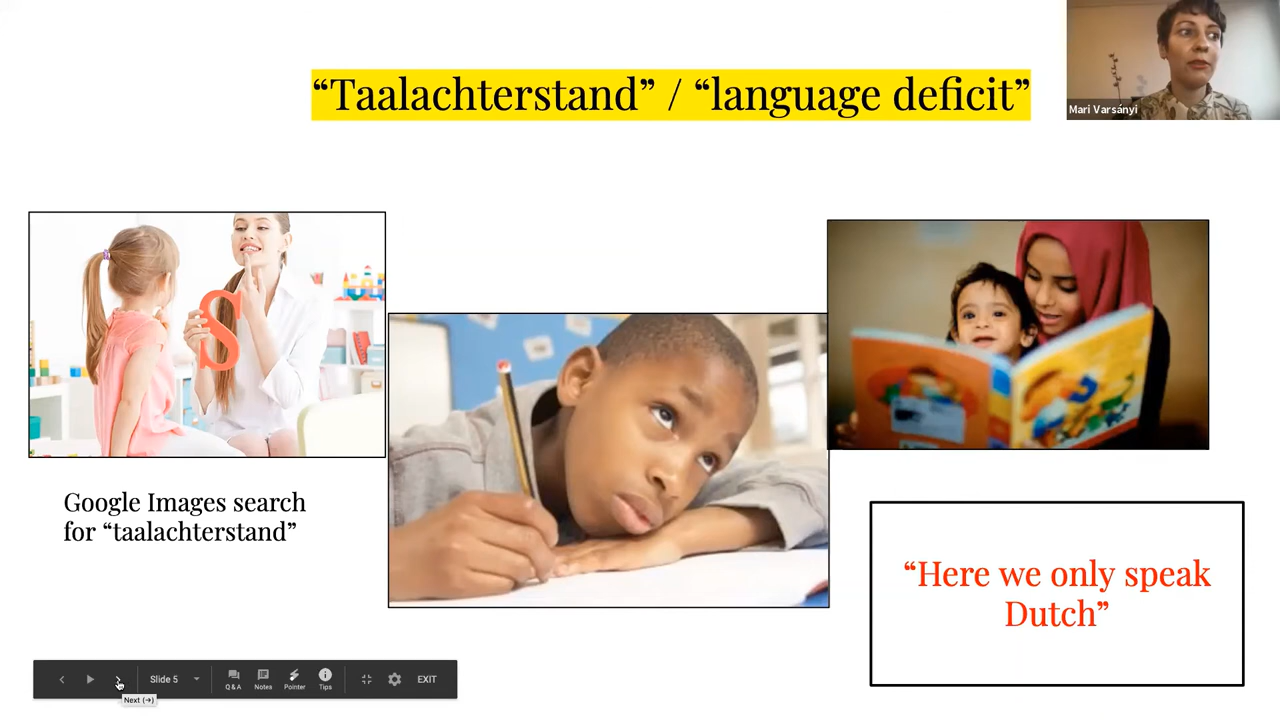 “Taalachterstand” / “language deficit”
Mari Varsányi
S
Google Images search
for “taalachterstand”
“Here we only speak
Dutch”
Slide 5
Q&A
Notes
Pointer
Tips
EXIT
Next (→)